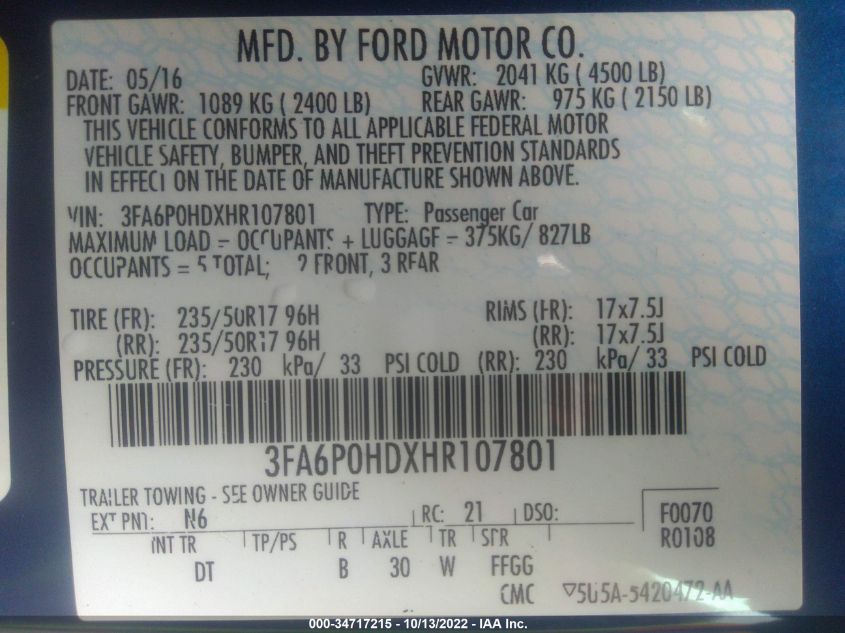 MFD. BY FORD MOTOR CO.
DATE: 05/16 GVWR: 2041 KG ( 4500 LB)
FRONT GAWR: 1089 KG ( 2400 LB) REAR GAWR: 975 KG ( 2150 LB)
THIS VEHICLE CONFORMS TO ALL APPLICABLE FEDERAL MOTOR
VEHICLE SAFETY, BUMPER, AND THEFT PREVENTION STANDARDS
IN EFFECT ON THE DATE OF MANUFACTURE SHOWN ABOVE.
VIN: 3FA6P0HDXHR107801 TYPE: Passenger Car
MAXIMUM LOAD = OCCUPANTS + LUGGAGE = 375KG/ 827LB
OCCUPANTS = 5 TOTAL; 2 FRONT, 3 REAR
TIRE (FR): 235/50R17 96H RIMS (FR): 17x7.5J
(RR): 235/50R17 96H (RR): 17x7.5J
PRESSURE (FR): 230 kPa/ 33 PSI COLD (RR): 230 kPa/ 33 PSI COLD
3FA6P0HDXHR107801
TRAILER TOWING - SEE OWNER GUIDE
EXT PNT: N6 RC: 21 DSO: F0070
INT TR TP/PS R AXLE TR SPR R0108
DT B 30 W FFGG
CMC ▽5U5A-5420472-AA
000-34717215 - 10/13/2022 - IAA Inc.